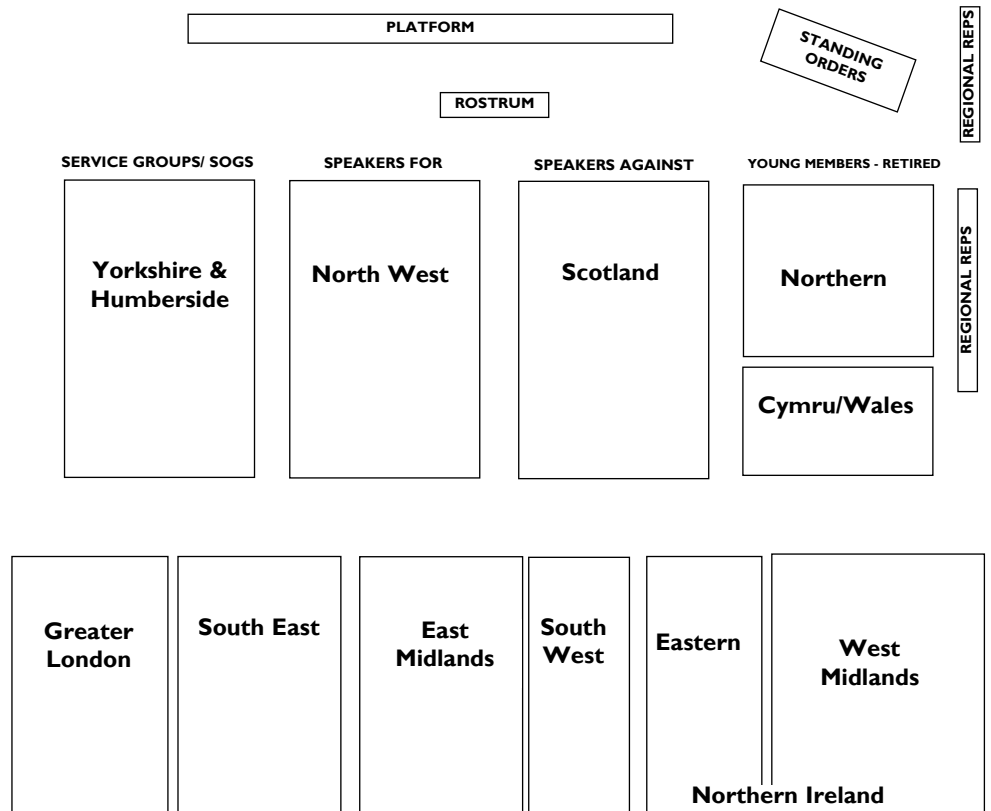 PLATFORM
STANDING
ORDERS
REGIONAL REPS
ROSTRUM
SERVICE GROUPS/ SOGS
SPEAKERS FOR
SPEAKERS AGAINST
YOUNG MEMBERS - RETIRED
Yorkshire &
Humberside
North West
Scotland
Northern
REGIONAL REPS
Cymru/Wales
Greater
London
South East
East
Midlands
South
West
Eastern
West
Midlands
Northern Ireland